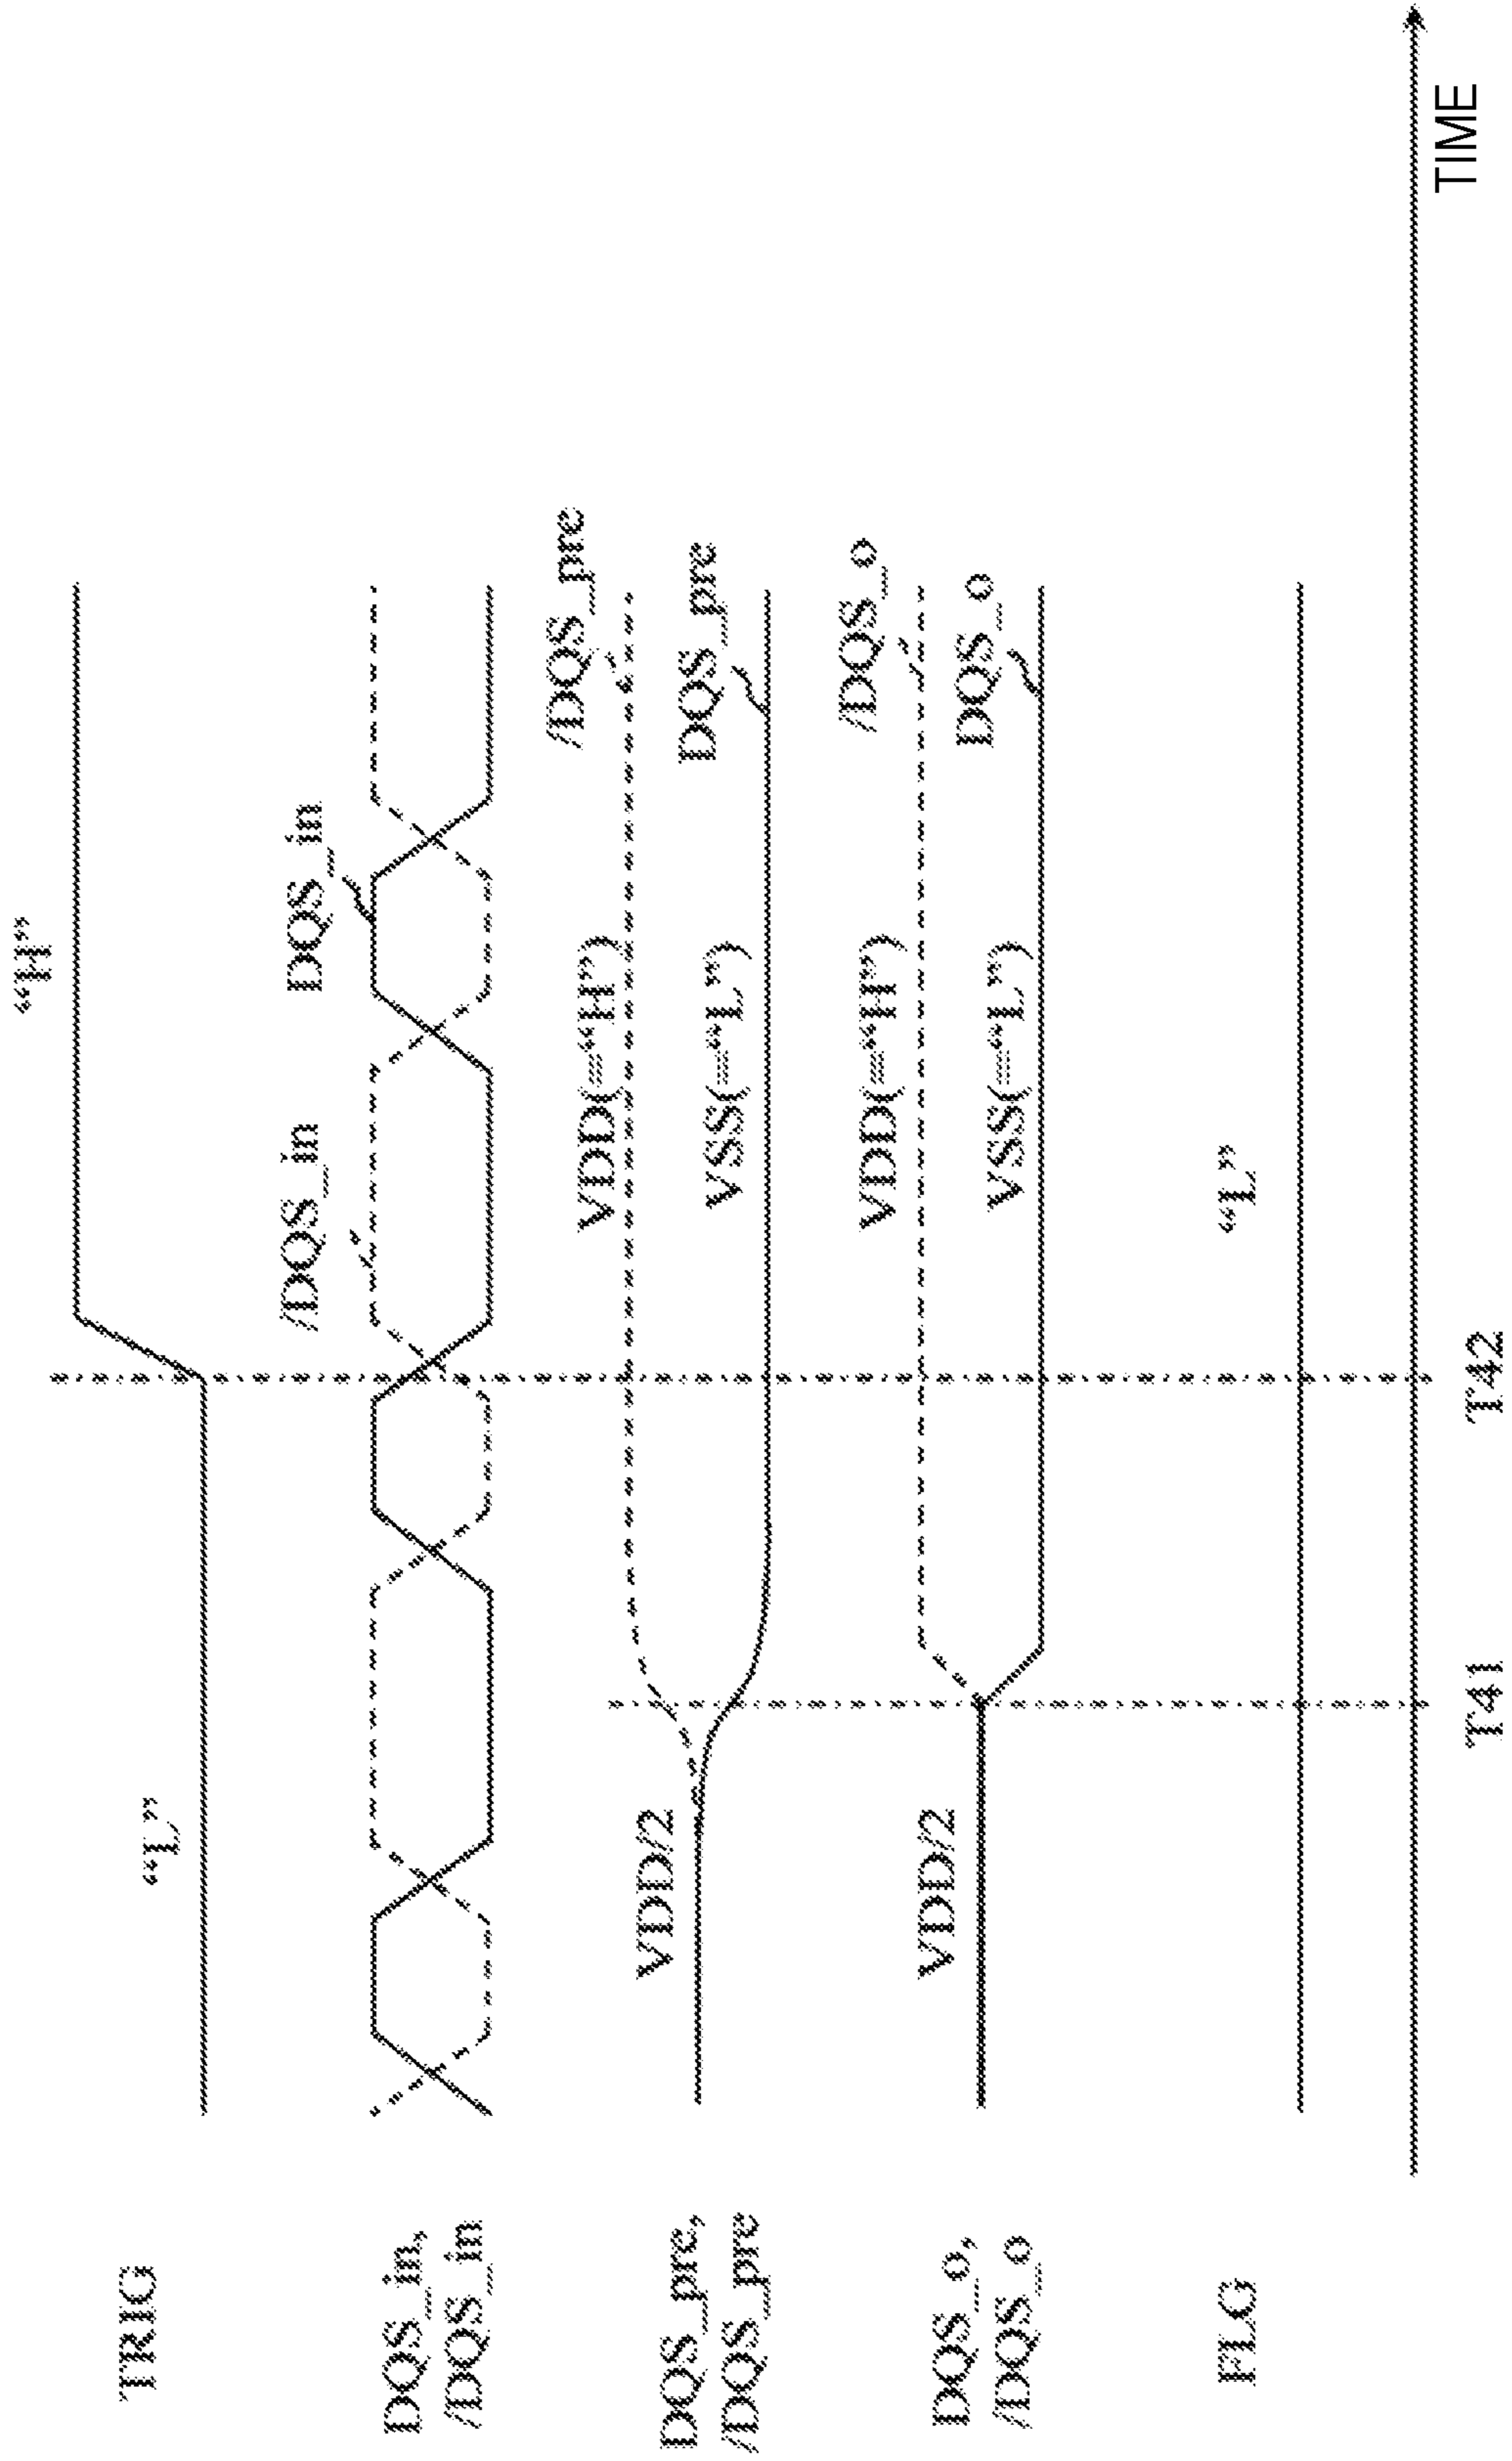 TRIG
“L”
“H”
DQS_in,
/DQS_in
/DQS_in
DQS_in
DQS_pre,
/DQS_pre
VDD/2
VDD(=“H”)
/DQS_pre
VSS(=“L”)
DQS_pre
DQS_o,
/DQS_o
VDD/2
VDD(=“H”)
/DQS_o
VSS(=“L”)
DQS_o
FLG
“L”
T41
T42
TIME